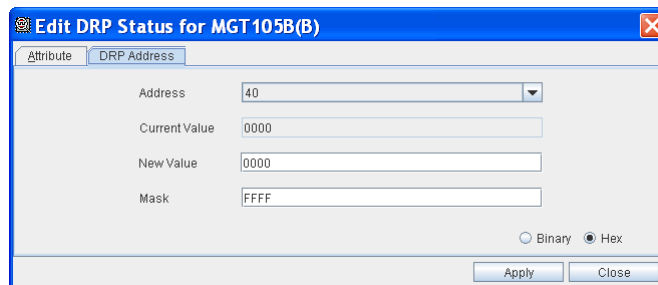 Edit DRP Status for MGT105B(B)
Attribute DRP Address
Address 40
Current Value 0000
New Value 0000
Mask FFFF
Binary Hex
Apply Close